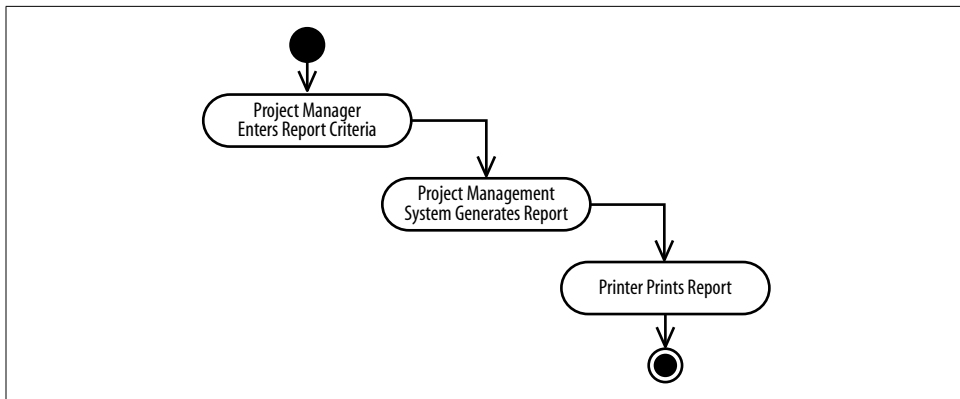 Project Manager
Enters Report Criteria
Project Management
System Generates Report
Printer Prints Report